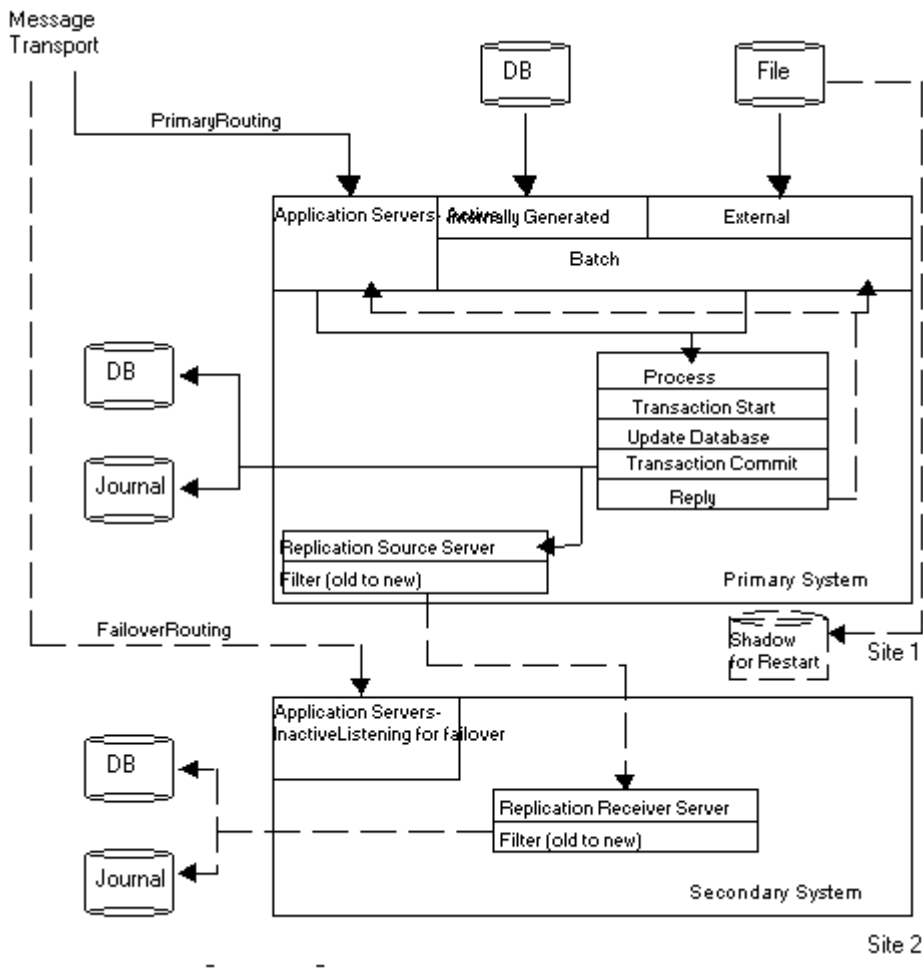 Message
Transport
DB
File
PrimaryRouting
Application Servers- Active
Internally Generated
External
Batch
DB
Process
Transaction Start
Update Database
Transaction Commit
Journal
Reply
Replication Source Server
Filter (old to new)
Primary System
FailoverRouting
Shadow
for Restart
Site 1
Application Servers-
InactiveListening for failover
DB
Replication Receiver Server
Filter (old to new)
Journal
Secondary System
Site 2